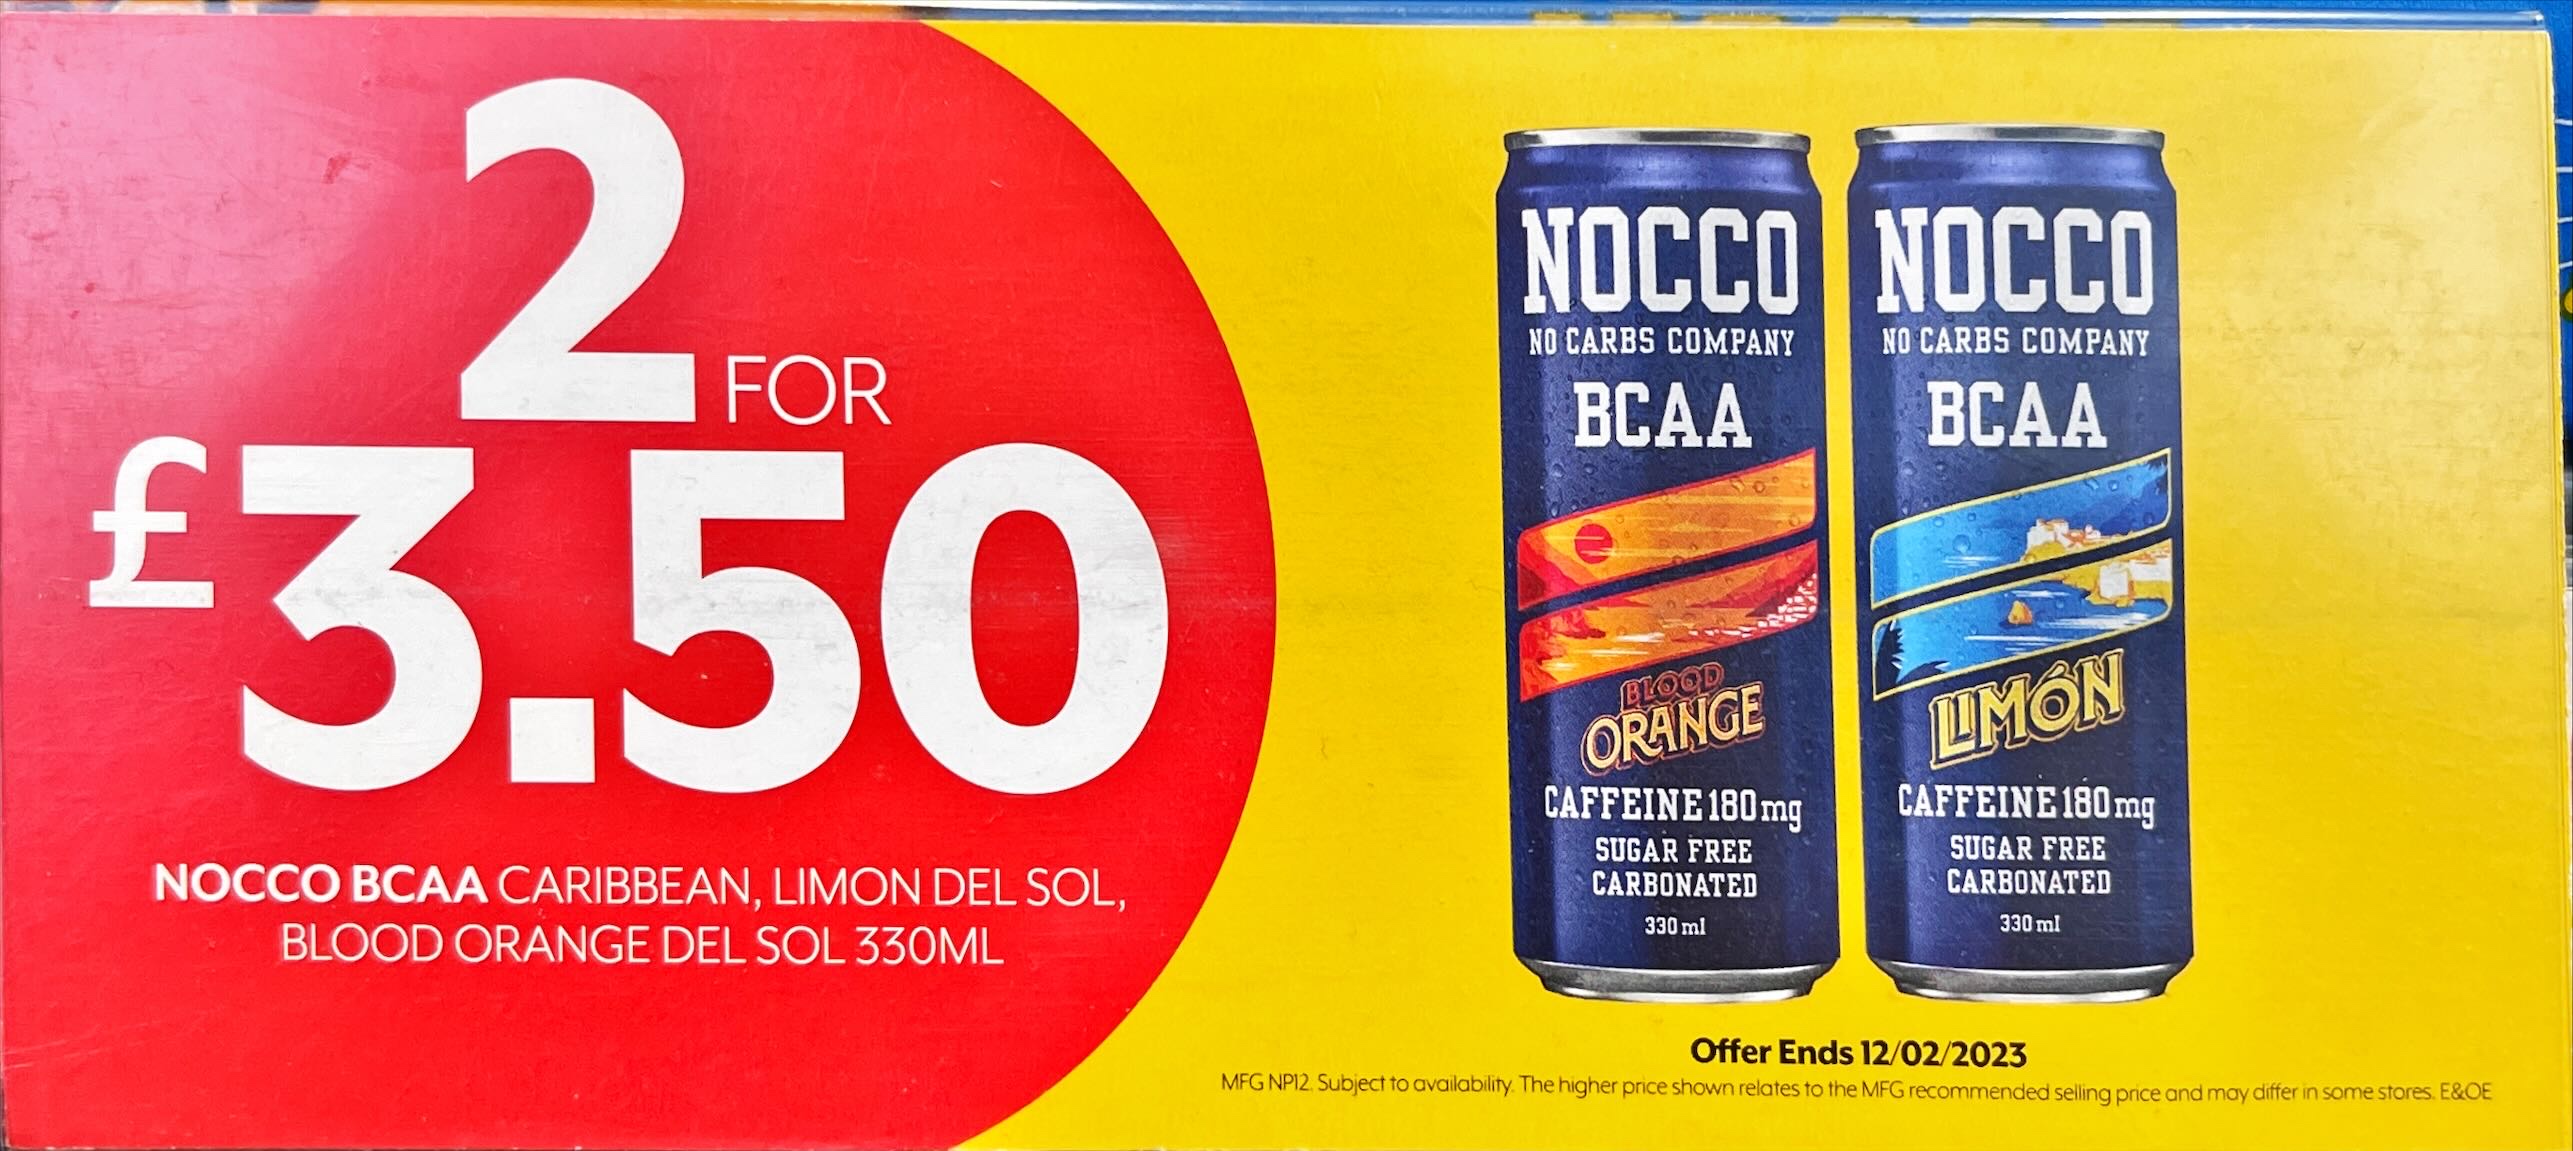 2 FOR
£3.50
NOCCO BCAA CARIBBEAN, LIMON DEL SOL,
BLOOD ORANGE DEL SOL 330ML
NOCCO
NO CARBS COMPANY
BCAA
BLOOD
ORANGE
CAFFEINE 180mg
SUGAR FREE
CARBONATED
330 ml
NOCCO
NO CARBS COMPANY
BCAA
LIMÓN
CAFFEINE 180mg
SUGAR FREE
CARBONATED
330 ml
Offer Ends 12/02/2023
MFG NP12. Subject to availability. The higher price shown relates to the MFG recommended selling price and may differ in some stores. E&OE